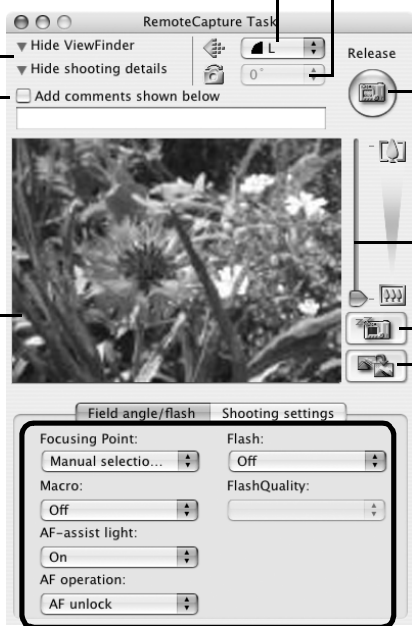 RemoteCapture Task
Hide ViewFinder
Hide shooting details
L
0°
Release
Add comments shown below
Field angle/flash
Shooting settings
Focusing Point:
Manual selectio...
Flash:
Off
Macro:
Off
FlashQuality:
AF-assist light:
On
AF operation:
AF unlock